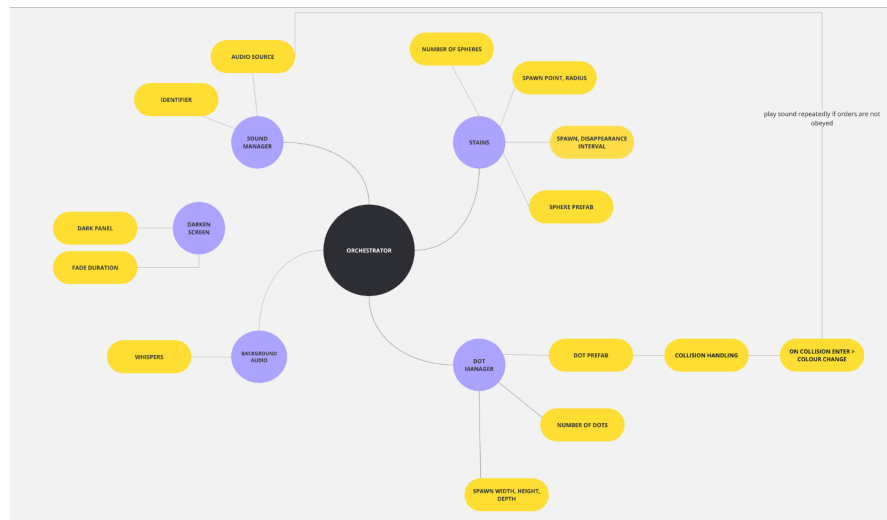 NUMBER OF SPHERES
AUDIO SOURCE
SPAWN POINT, RADIUS
IDENTIFIER
play sound repeatedly if orders are not
obeyed
SOUND
MANAGER
STAINS
SPAWN, DISAPPEARANCE
INTERVAL
SPHERE PREFAB
DARK PANEL
DARKEN
SCREEN
ORCHESTRATOR
FADE DURATION
WHISPERS
BACKGROUND
AUDIO
DOT
MANAGER
DOT PREFAB
COLLISION HANDLING
ON COLLISION ENTER >
COLOUR CHANGE
NUMBER OF DOTS
SPAWN WIDTH, HEIGHT,
DEPTH